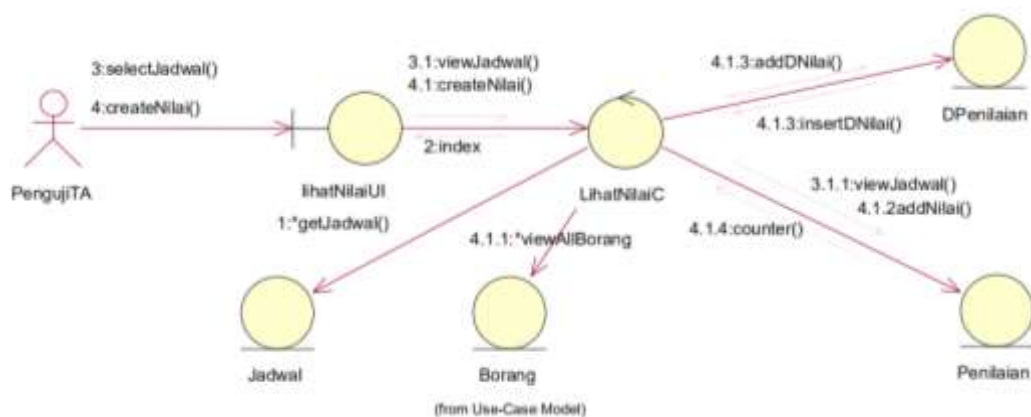 3:selectJadwal()
4:createNilai()
PengujiTA
3.1:viewJadwal()
4.1:createNilai()
2:index
lihatNilaiUI
LihatNilaiC
4.1.3:addDNilai()
4.1.3:insertDNilai()
DPenilaian
3.1.1:viewJadwal()
4.1.2addNilai()
4.1.4:counter()
1:*getJadwal()
4.1.1:*viewAllBorang
Jadwal
Borang
(from Use-Case Model)
Penilaian